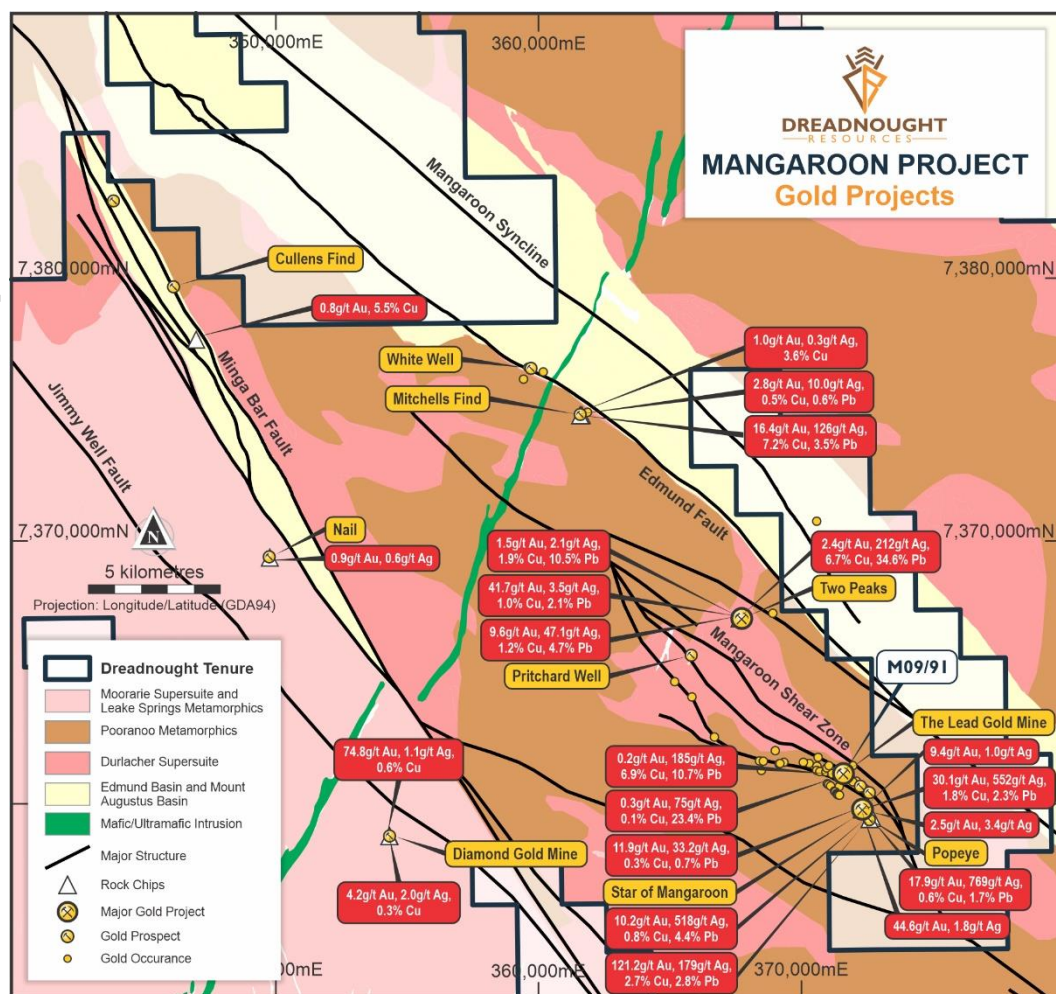 350,000mE
360,000mE
DREADNOUGHT
RESOURCES
MANGAROON PROJECT
Gold Projects
Mangaroon Syncline
7,380,000mN
7,380,000mN
Cullens Find
0.8g/t Au, 5.5% Cu
Minga Bar Fault
Jimmy Well Fault
White Well
Mitchells Find
1.0g/t Au, 0.3g/t Ag,
3.6% Cu
2.8g/t Au, 10.0g/t Ag,
0.5% Cu, 0.6% Pb
16.4g/t Au, 126g/t Ag,
7.2% Cu, 3.5% Pb
Edmund Fault
7,370,000mN
7,370,000mN
N
5 kilometres
Projection: Longitude/Latitude (GDA94)
Nail
0.9g/t Au, 0.6g/t Ag
1.5g/t Au, 2.1g/t Ag,
1.9% Cu, 10.5% Pb
41.7g/t Au, 3.5g/t Ag,
1.0% Cu, 2.1% Pb
9.6g/t Au, 47.1g/t Ag,
1.2% Cu, 4.7% Pb
Pritchard Well
2.4g/t Au, 212g/t Ag,
6.7% Cu, 34.6% Pb
Two Peaks
Mangaroon Shear Zone
M09/91
The Lead Gold Mine
9.4g/t Au, 1.0g/t Ag
30.1g/t Au, 552g/t Ag,
1.8% Cu, 2.3% Pb
2.5g/t Au, 3.4g/t Ag
Popeye
17.9g/t Au, 769g/t Ag,
0.6% Cu, 1.7% Pb
44.6g/t Au, 1.8g/t Ag
0.2g/t Au, 185g/t Ag,
6.9% Cu, 10.7% Pb
0.3g/t Au, 75g/t Ag,
0.1% Cu, 23.4% Pb
11.9g/t Au, 33.2g/t Ag,
0.3% Cu, 0.7% Pb
Star of Mangaroon
10.2g/t Au, 518g/t Ag,
0.8% Cu, 4.4% Pb
121.2g/t Au, 179g/t Ag,
2.7% Cu, 2.8% Pb
74.8g/t Au, 1.1g/t Ag,
0.6% Cu
Diamond Gold Mine
4.2g/t Au, 2.0g/t Ag,
0.3% Cu
Dreadnought Tenure
Moorarie Supersuite and
Leake Springs Metamorphics
Pooranoo Metamorphics
Durlacher Supersuite
Edmund Basin and Mount
Augustus Basin
Mafic/Ultramafic Intrusion
Major Structure
Rock Chips
Major Gold Project
Gold Prospect
Gold Occurance
360,000mE
370,000mE